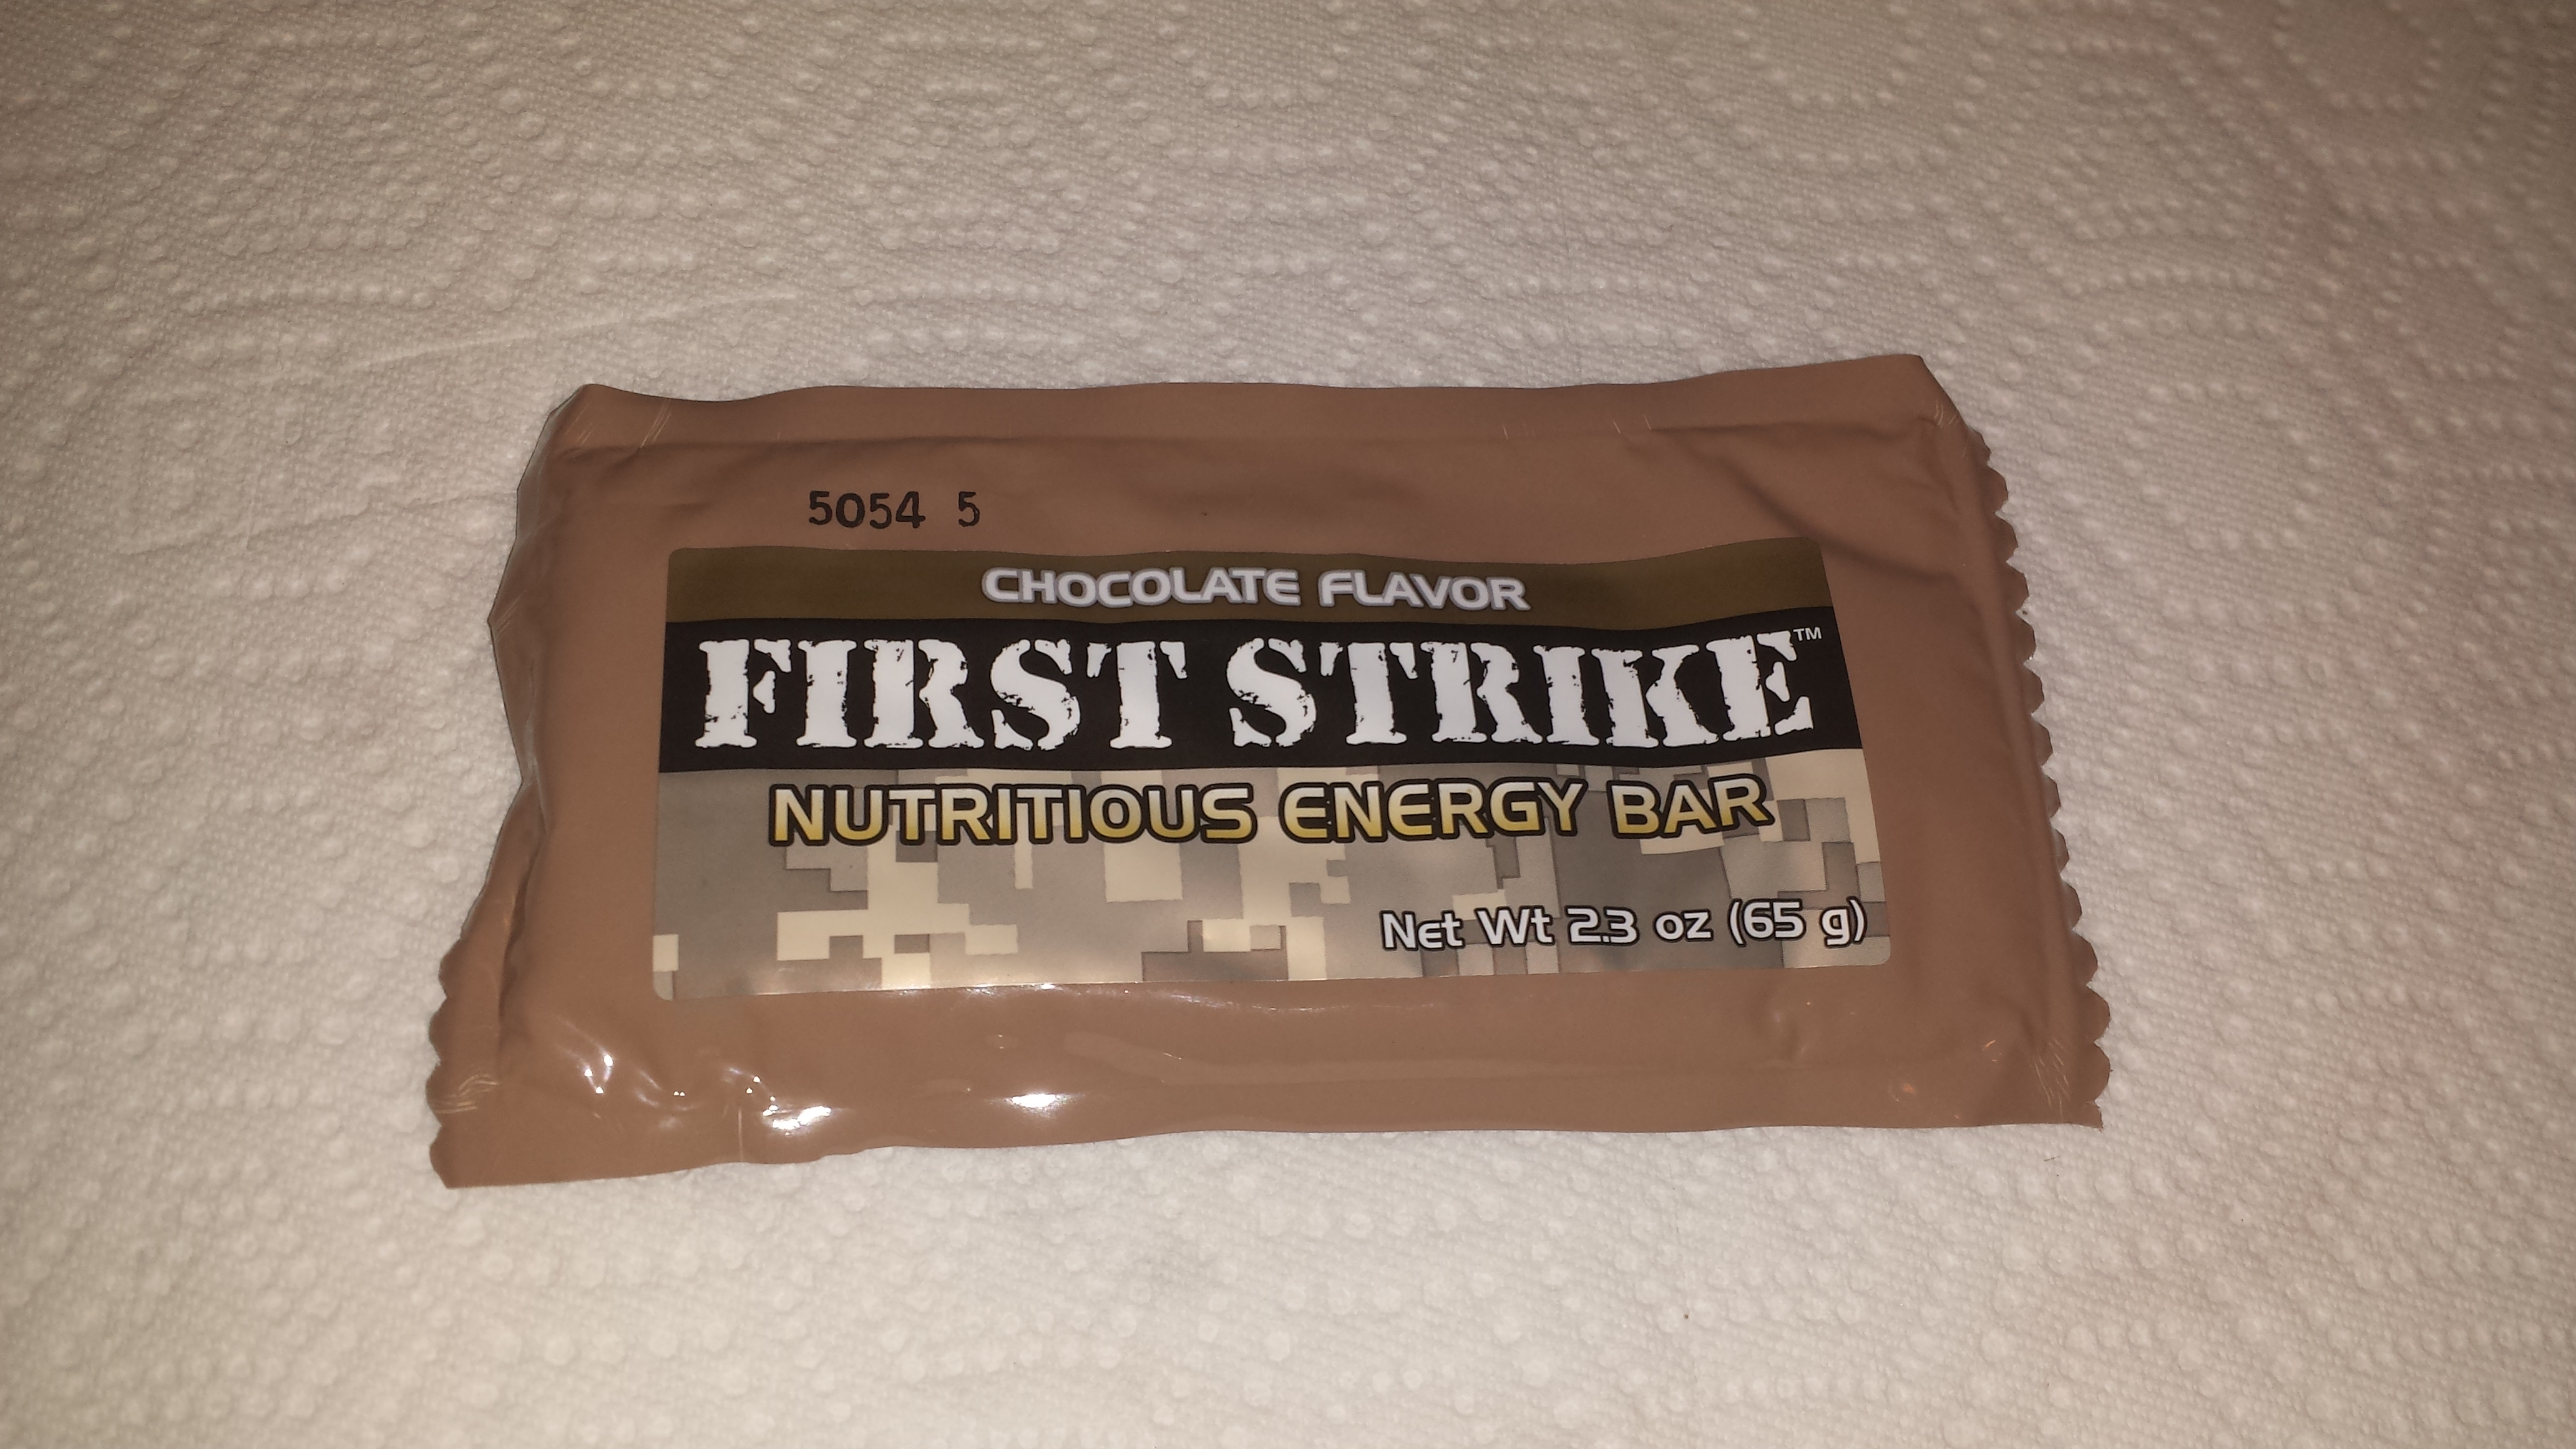 5054 5
CHOCOLATE FLAVOR
FIRST STRIKE™
NUTRITIOUS ENERGY BAR
Net Wt 2.3 oz (65 g)